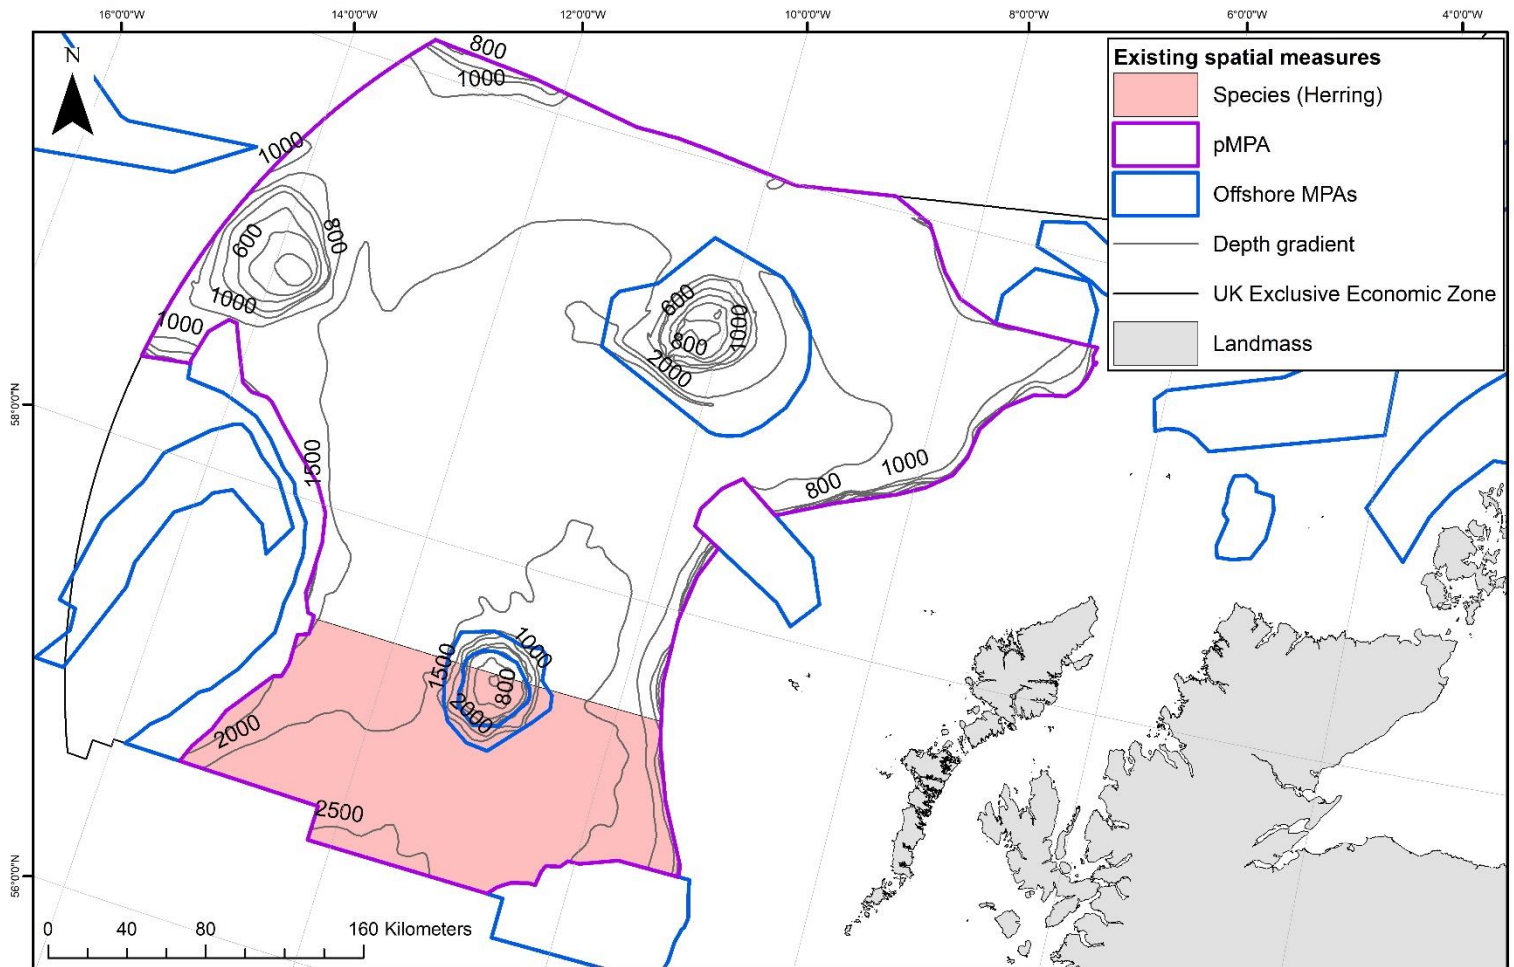 16°0'0"W 14°0'0"W 12°0'0"W 10°0'0"W 8°0'0"W 6°0'0"W 4°0'0"W
N
Existing spatial measures
Species (Herring)
pMPA
Offshore MPAs
Depth gradient
UK Exclusive Economic Zone
Landmass
800
1000
1000
600
800
1000
1000
600
1000
800
2000
58°0'0"N
1500
1000
800
1000
1500
800
2000
2000
2500
56°0'0"N
0 40 80 160 Kilometers